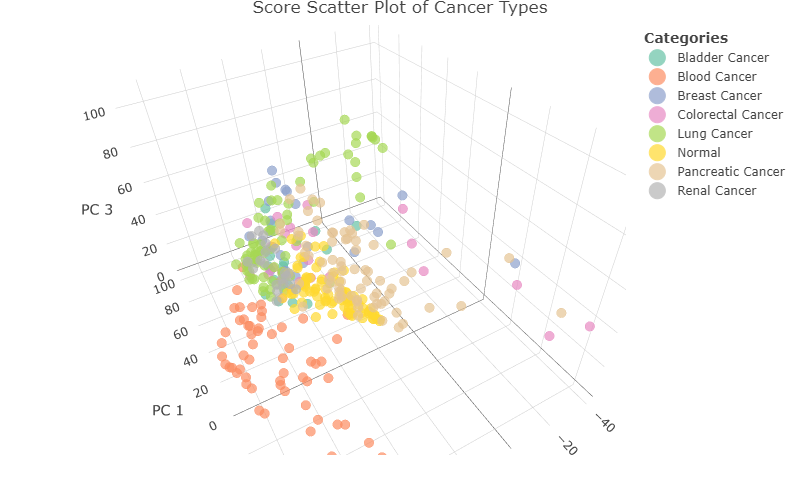 Score Scatter Plot of Cancer Types
Categories
Bladder Cancer
Blood Cancer
Breast Cancer
Colorectal Cancer
Lung Cancer
Normal
Pancreatic Cancer
Renal Cancer
100
80
60
PC 3
40
20
0
100
80
60
40
20
PC 1
0
−40
−20